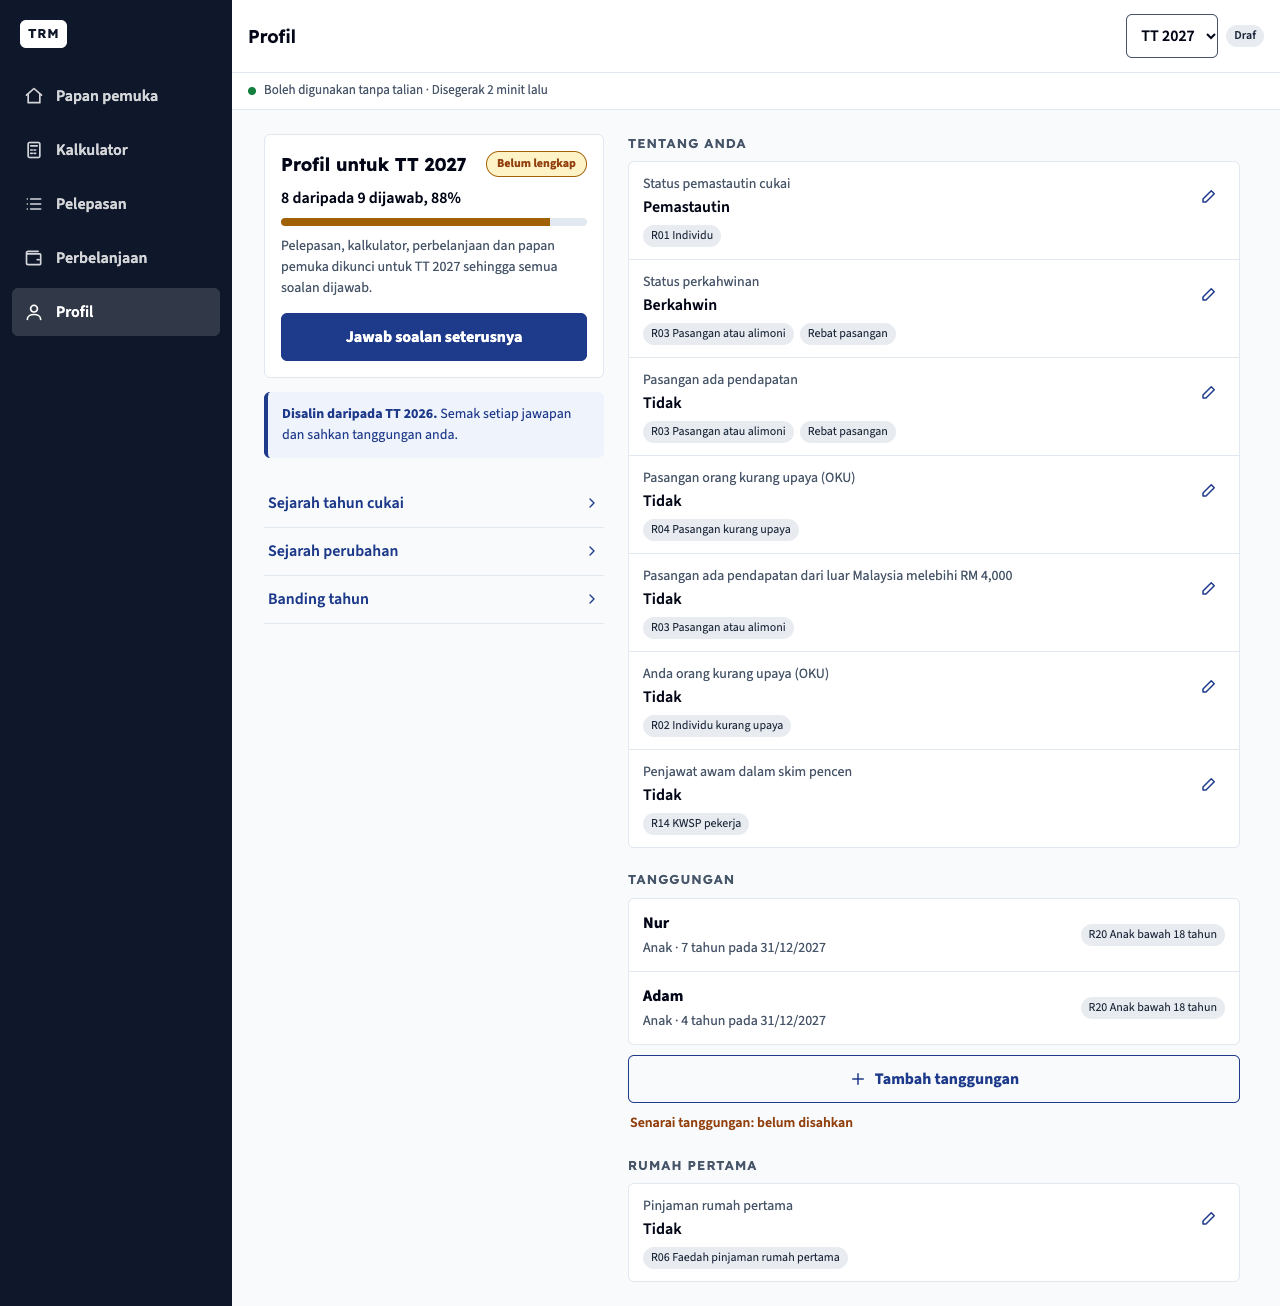 TRM
Papan pemuka
Kalkulator
Pelepasan
Perbelanjaan
Profil
Profil
TT 2027
Draf
Boleh digunakan tanpa talian · Disegerak 2 minit lalu
Profil untuk TT 2027
Belum lengkap
8 daripada 9 dijawab, 88%
Pelepasan, kalkulator, perbelanjaan dan papan
pemuka dikunci untuk TT 2027 sehingga semua
soalan dijawab.
Jawab soalan seterusnya
Disalin daripada TT 2026. Semak setiap jawapan
dan sahkan tanggungan anda.
Sejarah tahun cukai
Sejarah perubahan
Banding tahun
TENTANG ANDA
Status pemastautin cukai
Pemastautin
R01 Individu
Status perkahwinan
Berkahwin
R03 Pasangan atau alimoni
Rebat pasangan
Pasangan ada pendapatan
Tidak
R03 Pasangan atau alimoni
Rebat pasangan
Pasangan orang kurang upaya (OKU)
Tidak
R04 Pasangan kurang upaya
Pasangan ada pendapatan dari luar Malaysia melebihi RM 4,000
Tidak
R03 Pasangan atau alimoni
Anda orang kurang upaya (OKU)
Tidak
R02 Individu kurang upaya
Penjawat awam dalam skim pencen
Tidak
R14 KWSP pekerja
TANGGUNGAN
Nur
Anak · 7 tahun pada 31/12/2027
R20 Anak bawah 18 tahun
Adam
Anak · 4 tahun pada 31/12/2027
R20 Anak bawah 18 tahun
Tambah tanggungan
Senarai tanggungan: belum disahkan
RUMAH PERTAMA
Pinjaman rumah pertama
Tidak
R06 Faedah pinjaman rumah pertama